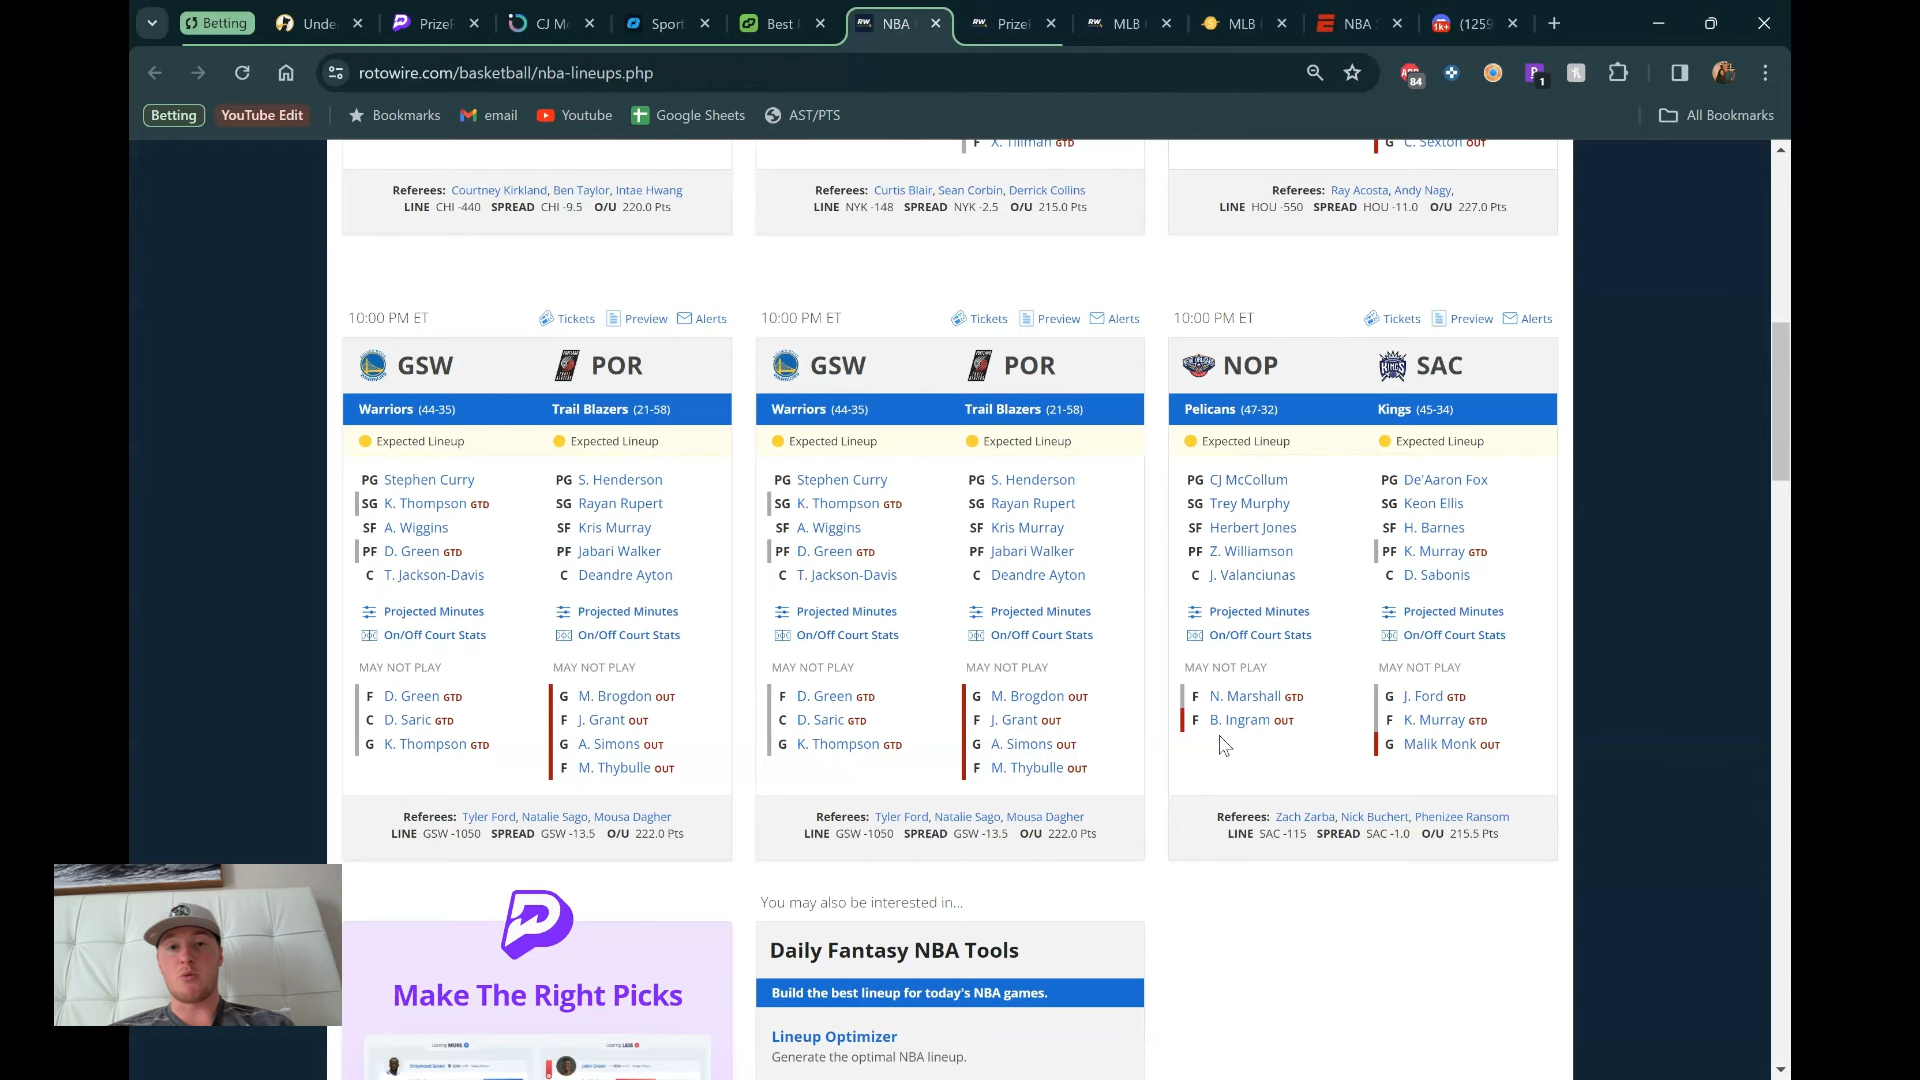 Betting
Under
PrizeP
CJ Mc
Sport
Best
NBA
PrizeP
MLB
MLB
NBA
(1259
rotowire.com/basketball/nba-lineups.php
84
1
Betting
YouTube Edit
Bookmarks
email
Youtube
Google Sheets
AST/PTS
All Bookmarks
F X. Tillman GTD
G C. Sexton OUT
Referees: Courtney Kirkland, Ben Taylor, Intae Hwang
LINE CHI -440 SPREAD CHI -9.5 O/U 220.0 Pts
Referees: Curtis Blair, Sean Corbin, Derrick Collins
LINE NYK -148 SPREAD NYK -2.5 O/U 215.0 Pts
Referees: Ray Acosta, Andy Nagy,
LINE HOU -550 SPREAD HOU -11.0 O/U 227.0 Pts
10:00 PM ET Tickets Preview Alerts
GSW POR
Warriors (44-35) Trail Blazers (21-58)
Expected Lineup Expected Lineup
PG Stephen Curry PG S. Henderson
SG K. Thompson GTD SG Rayan Rupert
SF A. Wiggins SF Kris Murray
PF D. Green GTD PF Jabari Walker
C T. Jackson-Davis C Deandre Ayton
Projected Minutes Projected Minutes
On/Off Court Stats On/Off Court Stats
MAY NOT PLAY MAY NOT PLAY
F D. Green GTD G M. Brogdon OUT
C D. Saric GTD F J. Grant OUT
G K. Thompson GTD G A. Simons OUT
F M. Thybulle OUT
Referees: Tyler Ford, Natalie Sago, Mousa Dagher
LINE GSW -1050 SPREAD GSW -13.5 O/U 222.0 Pts
10:00 PM ET Tickets Preview Alerts
GSW POR
Warriors (44-35) Trail Blazers (21-58)
Expected Lineup Expected Lineup
PG Stephen Curry PG S. Henderson
SG K. Thompson GTD SG Rayan Rupert
SF A. Wiggins SF Kris Murray
PF D. Green GTD PF Jabari Walker
C T. Jackson-Davis C Deandre Ayton
Projected Minutes Projected Minutes
On/Off Court Stats On/Off Court Stats
MAY NOT PLAY MAY NOT PLAY
F D. Green GTD G M. Brogdon OUT
C D. Saric GTD F J. Grant OUT
G K. Thompson GTD G A. Simons OUT
F M. Thybulle OUT
Referees: Tyler Ford, Natalie Sago, Mousa Dagher
LINE GSW -1050 SPREAD GSW -13.5 O/U 222.0 Pts
10:00 PM ET Tickets Preview Alerts
NOP SAC
Pelicans (47-32) Kings (45-34)
Expected Lineup Expected Lineup
PG CJ McCollum PG De'Aaron Fox
SG Trey Murphy SG Keon Ellis
SF Herbert Jones SF H. Barnes
PF Z. Williamson PF K. Murray GTD
C J. Valanciunas C D. Sabonis
Projected Minutes Projected Minutes
On/Off Court Stats On/Off Court Stats
MAY NOT PLAY MAY NOT PLAY
F N. Marshall GTD G J. Ford GTD
F B. Ingram OUT F K. Murray GTD
G Malik Monk OUT
Referees: Zach Zarba, Nick Buchert, Phenizee Ransom
LINE SAC -115 SPREAD SAC -1.0 O/U 215.5 Pts
Make The Right Picks
You may also be interested in...
Daily Fantasy NBA Tools
Build the best lineup for today's NBA games.
Lineup Optimizer
Generate the optimal NBA lineup.